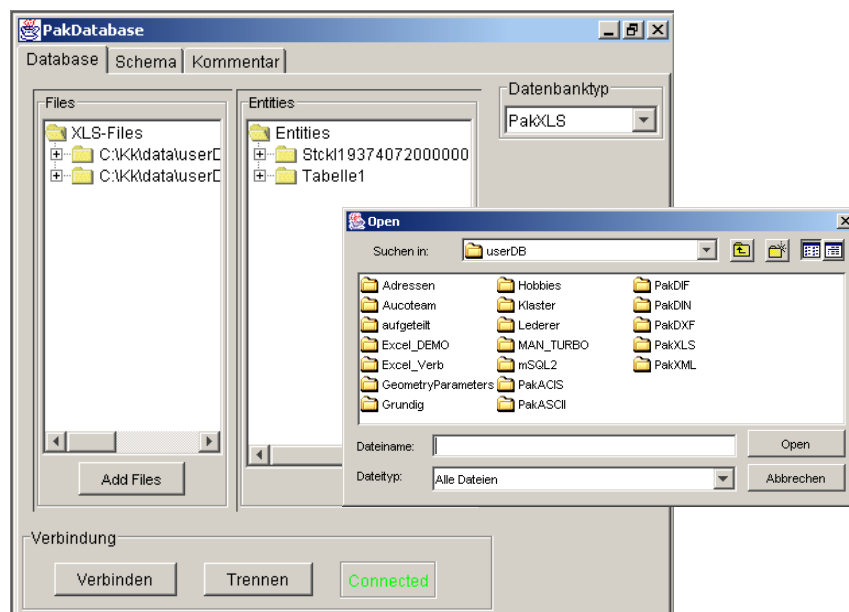 PakDatabase
Database Schema Kommentar
Files
XLS-Files
C:\Kk\data\userD
C:\Kk\data\userD
Add Files
Entities
Entities
Stckl19374072000000
Tabelle1
Datenbanktyp
PakXLS
Open
Suchen in: userDB
Adressen Hobbies PakDIF
Aucoteam Klaster PakDIN
aufgeteilt Lederer PakDXF
Excel_DEMO MAN_TURBO PakXLS
Excel_Verb mSQL2 PakXML
GeometryParameters PakACIS
Grundig PakASCII
Dateiname: Open
Dateityp: Alle Dateien Abbrechen
Verbindung
Verbinden Trennen Connected